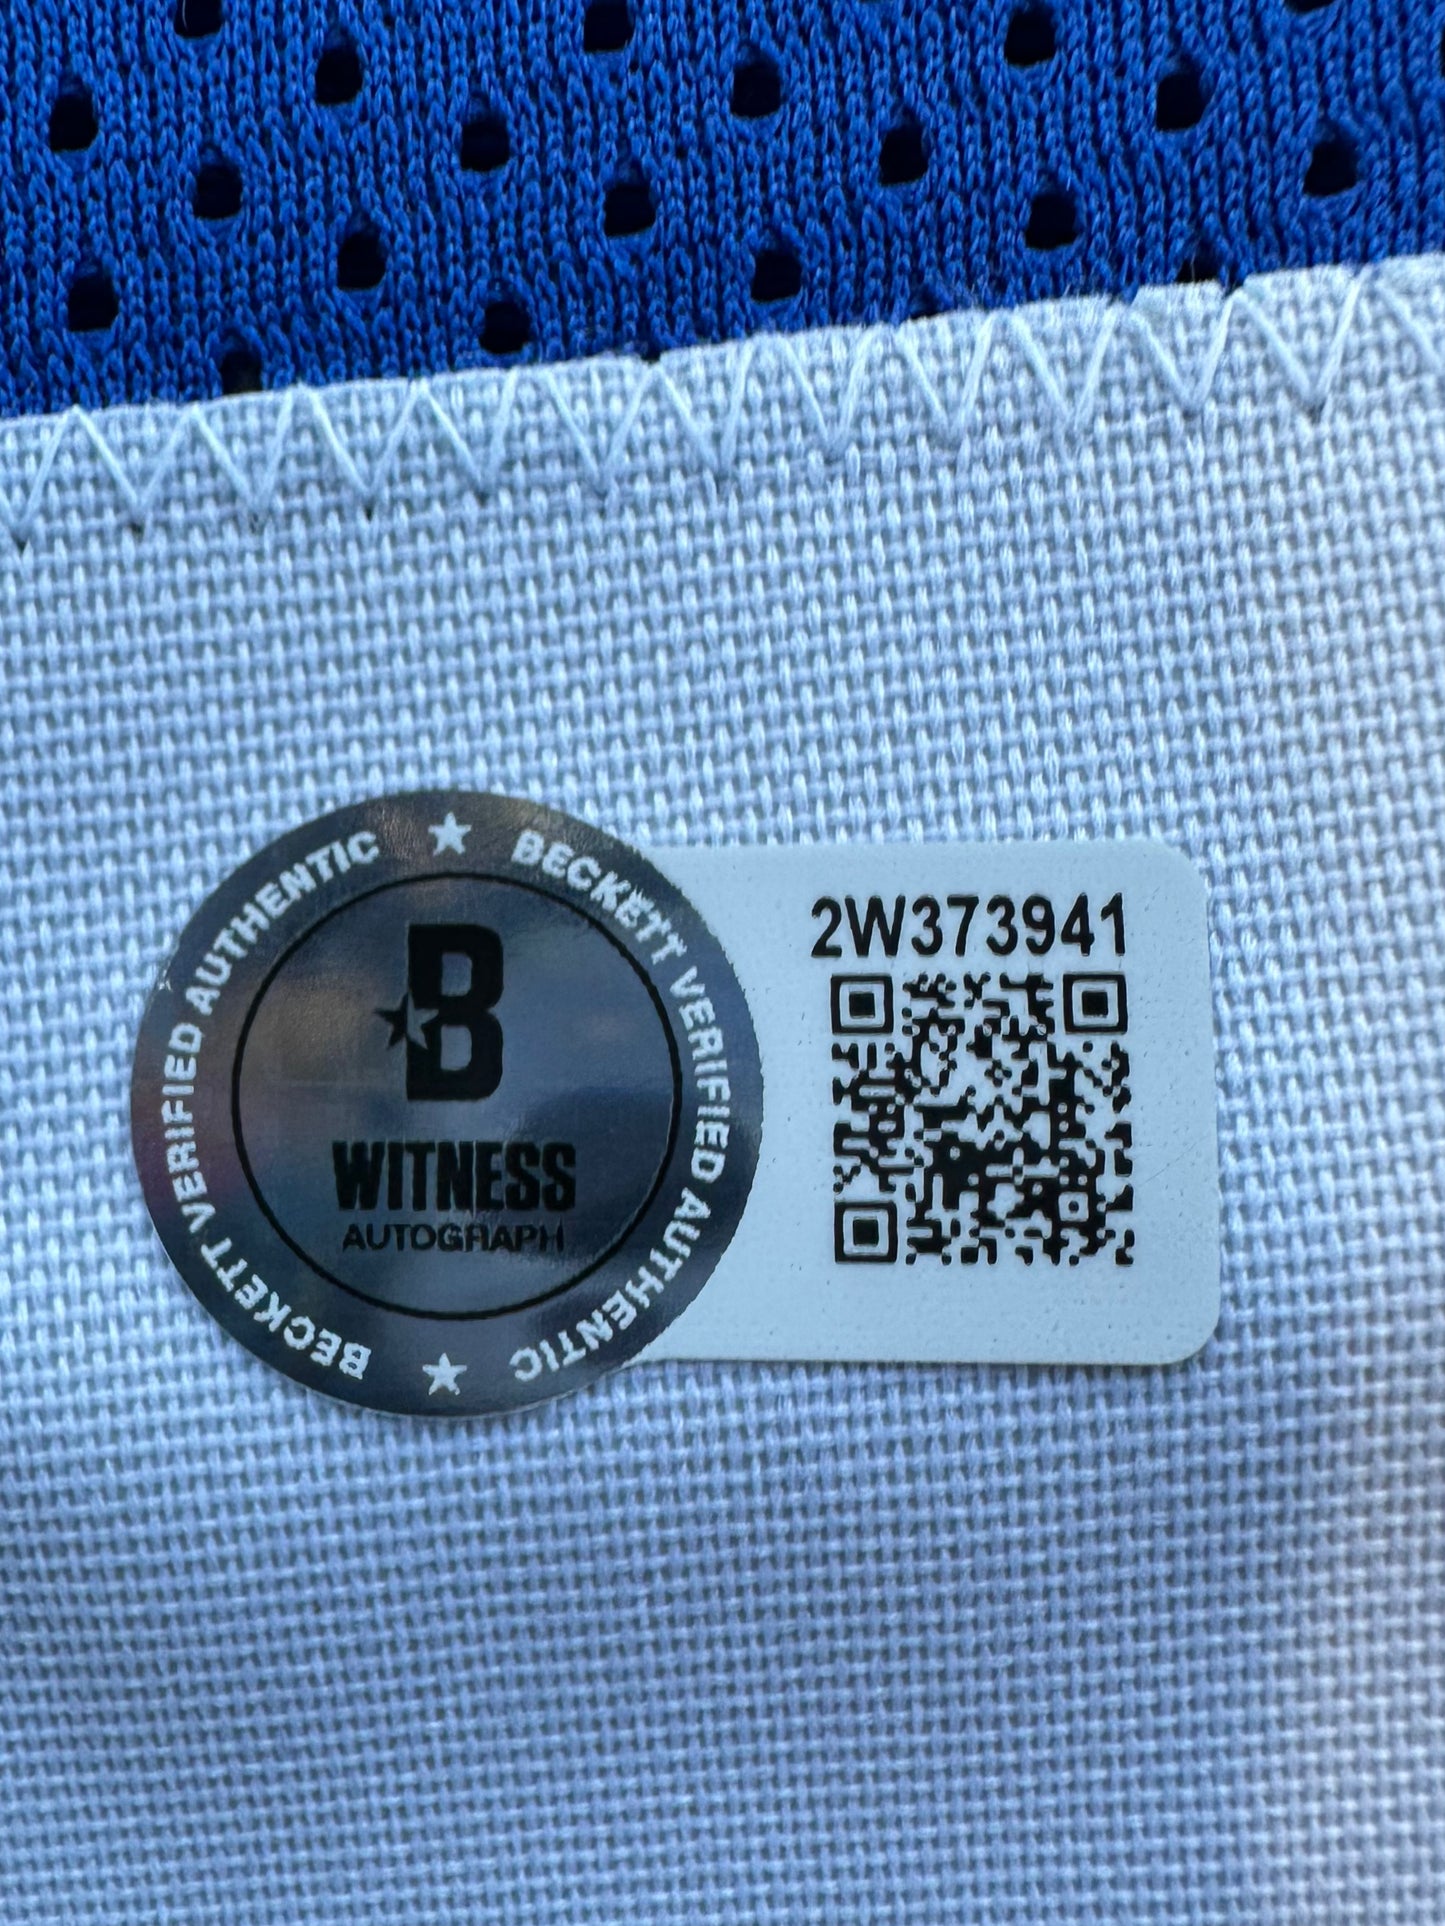 BECKETT VERIFIED AUTHENTIC ★ BECKETT VERIFIED AUTHENTIC ★
B
WITNESS
AUTOGRAPH
2W373941